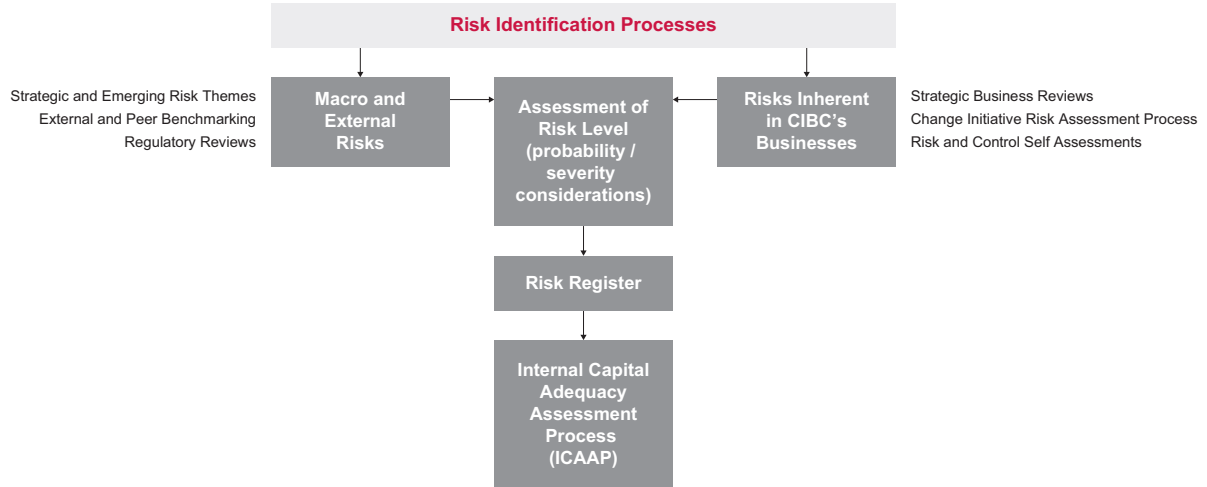 Risk Identification Processes
Strategic and Emerging Risk Themes
External and Peer Benchmarking
Regulatory Reviews
Macro and
External
Risks
Assessment of
Risk Level
(probability /
severity
considerations)
Risks Inherent
in CIBC’s
Businesses
Strategic Business Reviews
Change Initiative Risk Assessment Process
Risk and Control Self Assessments
Risk Register
Internal Capital
Adequacy
Assessment
Process
(ICAAP)